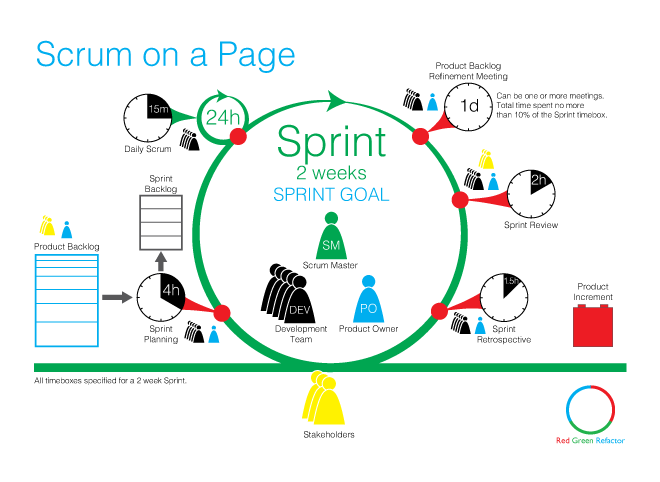 Scrum on a Page
Product Backlog
Refinement Meeting
1d
Can be one or more meetings.
Total time spent no more
than 10% of the Sprint timebox.
15m
24h
Daily Scrum
Sprint
2 weeks
SPRINT GOAL
2h
Sprint Review
Sprint
Backlog
Product Backlog
SM
Scrum Master
4h
Sprint
Planning
DEV
Development
Team
PO
Product Owner
1.5h
Sprint
Retrospective
Product
Increment
All timeboxes specified for a 2 week Sprint.
Stakeholders
Red Green Refactor